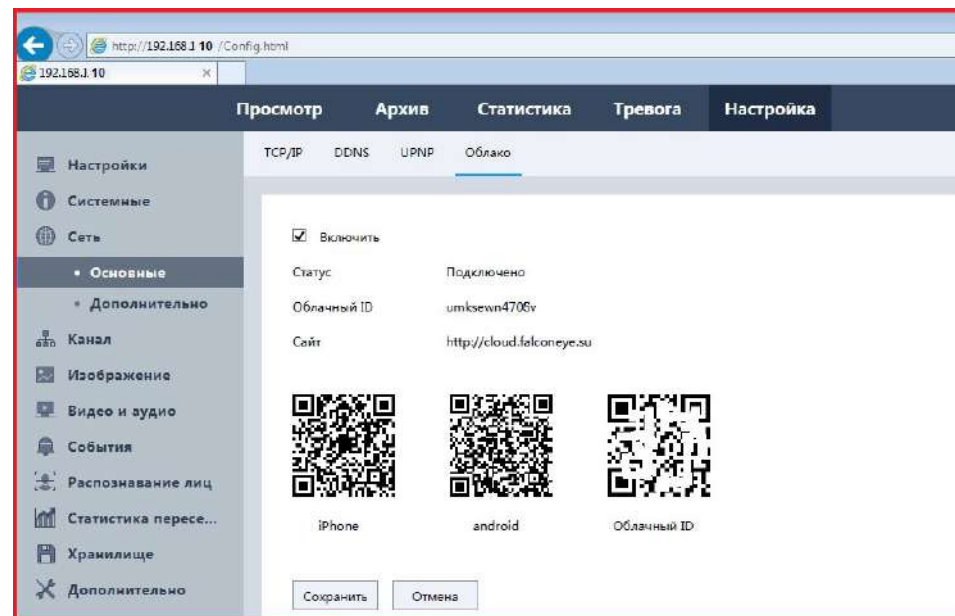 http://192.168.1 10 /Config.html
192.168.1.10
Просмотр Архив Статистика Тревога Настройка
TCP/IP DDNS UPNP Облако
Настройки
Системные
Сеть
Основные
Дополнительно
Канал
Изображение
Видео и аудио
События
Распознавание лиц
Статистика пересе...
Хранилище
Дополнительно
Включить
Статус Подключено
Облачный ID umksewn4708v
Сайт http://cloud.falconeye.su
iPhone android Облачный ID
Сохранить Отмена